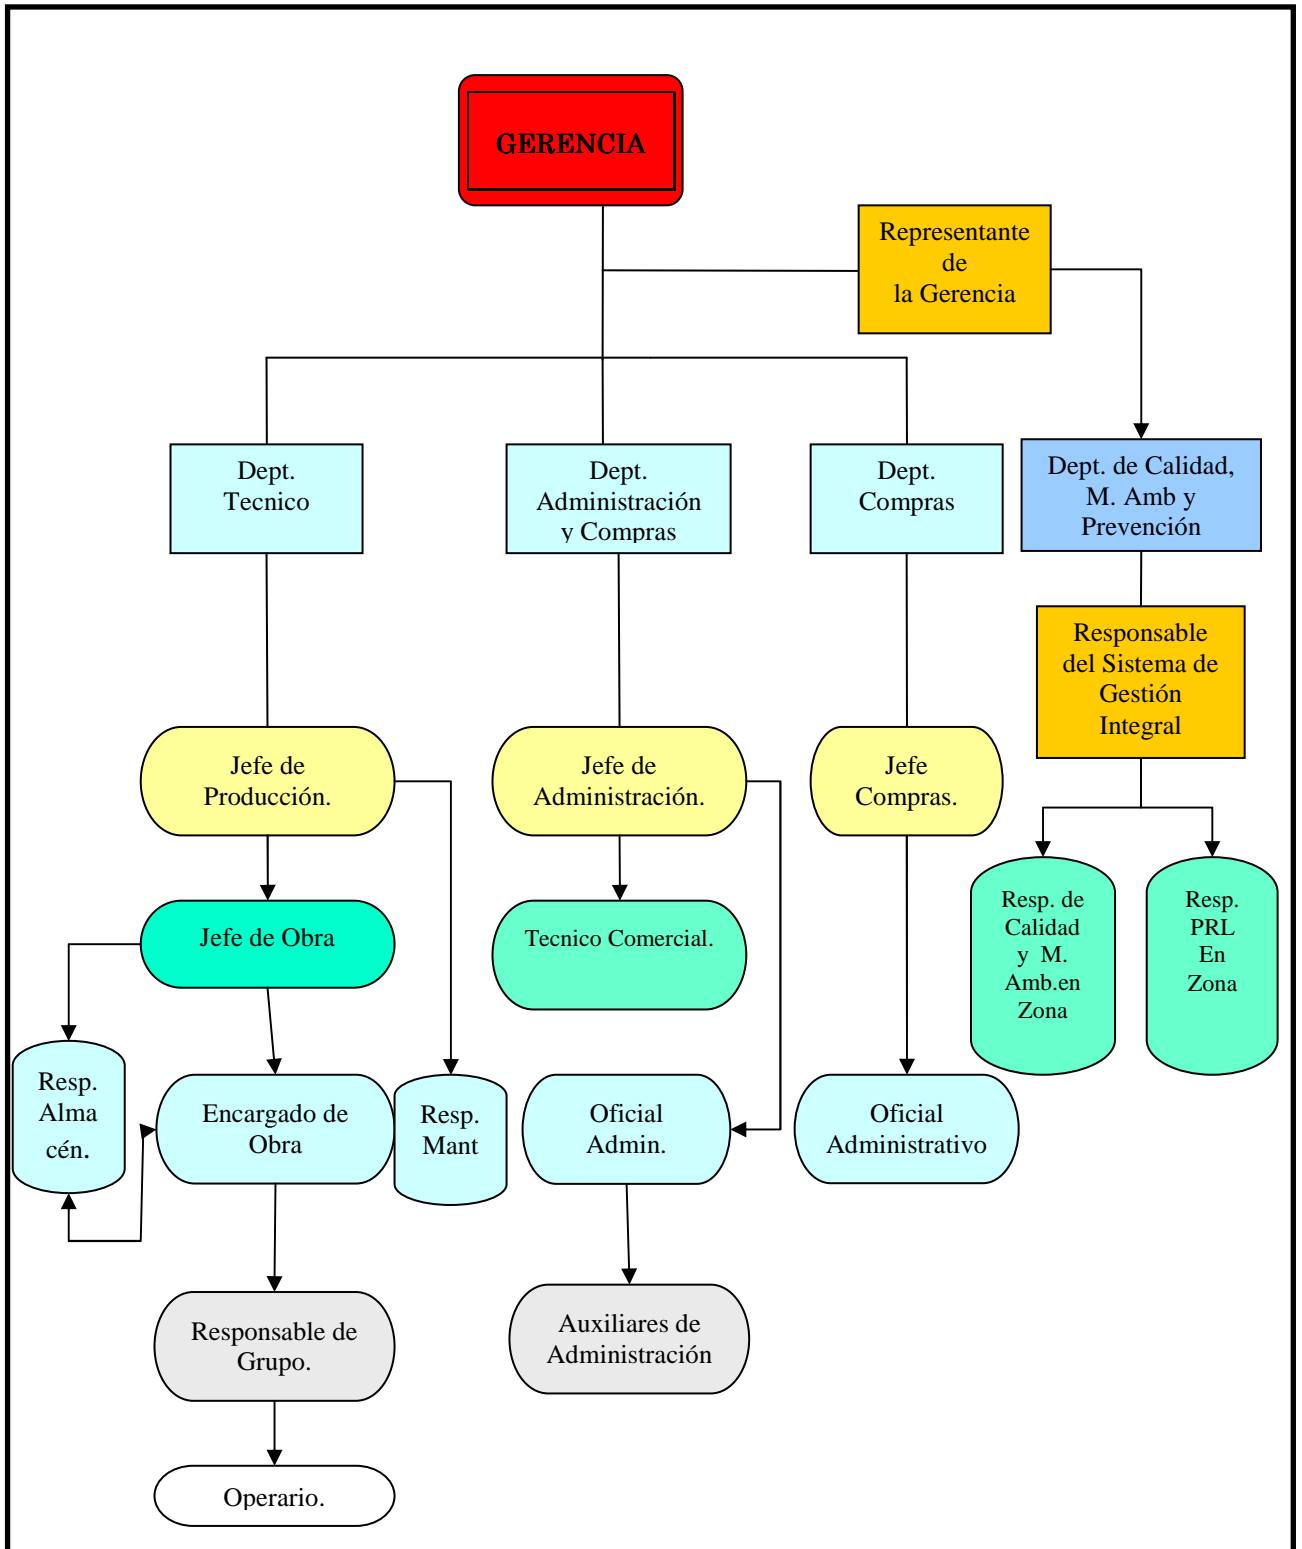 GERENCIA
Representante
de
la Gerencia
Dept.
Tecnico
Dept.
Administración
y Compras
Dept.
Compras
Dept. de Calidad,
M. Amb y
Prevención
Responsable
del Sistema de
Gestión
Integral
Jefe de
Producción.
Jefe de
Administración.
Jefe
Compras.
Jefe de Obra
Tecnico Comercial.
Resp. de
Calidad
y M.
Amb.en
Zona
Resp.
PRL
En
Zona
Resp.
Alma
cén.
Encargado de
Obra
Resp.
Mant
Oficial
Admin.
Oficial
Administrativo
Responsable de
Grupo.
Auxiliares de
Administración
Operario.